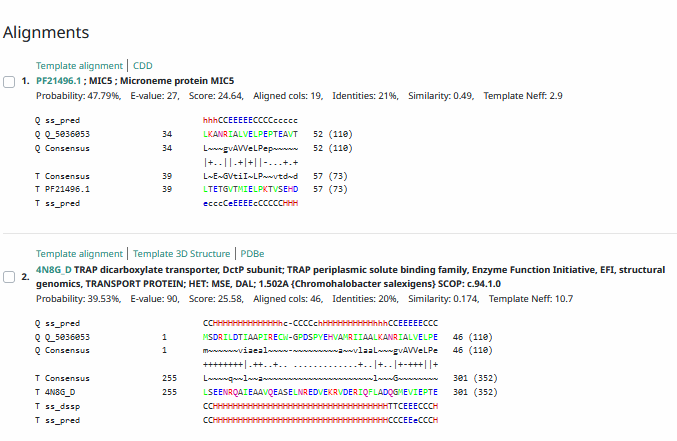 Alignments
Template alignment | CDD
1. PF21496.1 ; MIC5 ; Microneme protein MIC5
Probability: 47.79%, E-value: 27, Score: 24.64, Aligned cols: 19, Identities: 21%, Similarity: 0.49, Template Neff: 2.9
Q ss_pred hhhCCEEEEEECCCCccccc
Q Q_5036053 34 LKANRIALVELPEPTEAVT 52 (110)
Q Consensus 34 L~~~gvAVVeLPep~~~~~ 52 (110)
|+..||.+|+||-...+.+
T Consensus 39 L~E~GVtiI~LP~~vtd~d 57 (73)
T PF21496.1 39 LTETGVTMIELPKTVSEHD 57 (73)
T ss_pred ecccCeEEEEcCCCCCHHH
Template alignment | Template 3D Structure | PDBe
2. 4N8G_D TRAP dicarboxylate transporter, DctP subunit; TRAP periplasmic solute binding family, Enzyme Function Initiative, EFI, structural
genomics, TRANSPORT PROTEIN; HET: MSE, DAL; 1.502A {Chromohalobacter salexigens} SCOP: c.94.1.0
Probability: 39.53%, E-value: 90, Score: 25.58, Aligned cols: 46, Identities: 20%, Similarity: 0.174, Template Neff: 10.7
Q ss_pred CCHHHHHHHHHHHHHhc-CCCCchHHHHHHHHHHhhhCCEEEEECCC
Q Q_5036053 1 MSDRILDTIAAPIRECW-GPDSPYEHVAMRIIAALKANRIALVELPE 46 (110)
Q Consensus 1 m~~~~~~viaeal~~~~-~~~~~~~~~~a~~vlaaL~~~gvAVVeLPe 46 (110)
++++++++|.++..+.. .............+..|+..|+-++++||+
T Consensus 255 L~~~~q~~l~~a~~~~~~~~~~~~~~~~~~~~~~~l~~~G~~~~~~~~~ 301 (352)
T 4N8G_D 255 LSEENRQAIEAAVQEASELNREDVEKRVDERIQFLADQGMEVIEPTE 301 (352)
T ss_dssp CCHHHHHHHHHHHHHHHHHHHHHHHHHHHHHHHHHHTTCEEECCCH
T ss_pred CCHHHHHHHHHHHHHHHHHHHHHHHHHHHHHHHHHHHCCCEEeCCCH